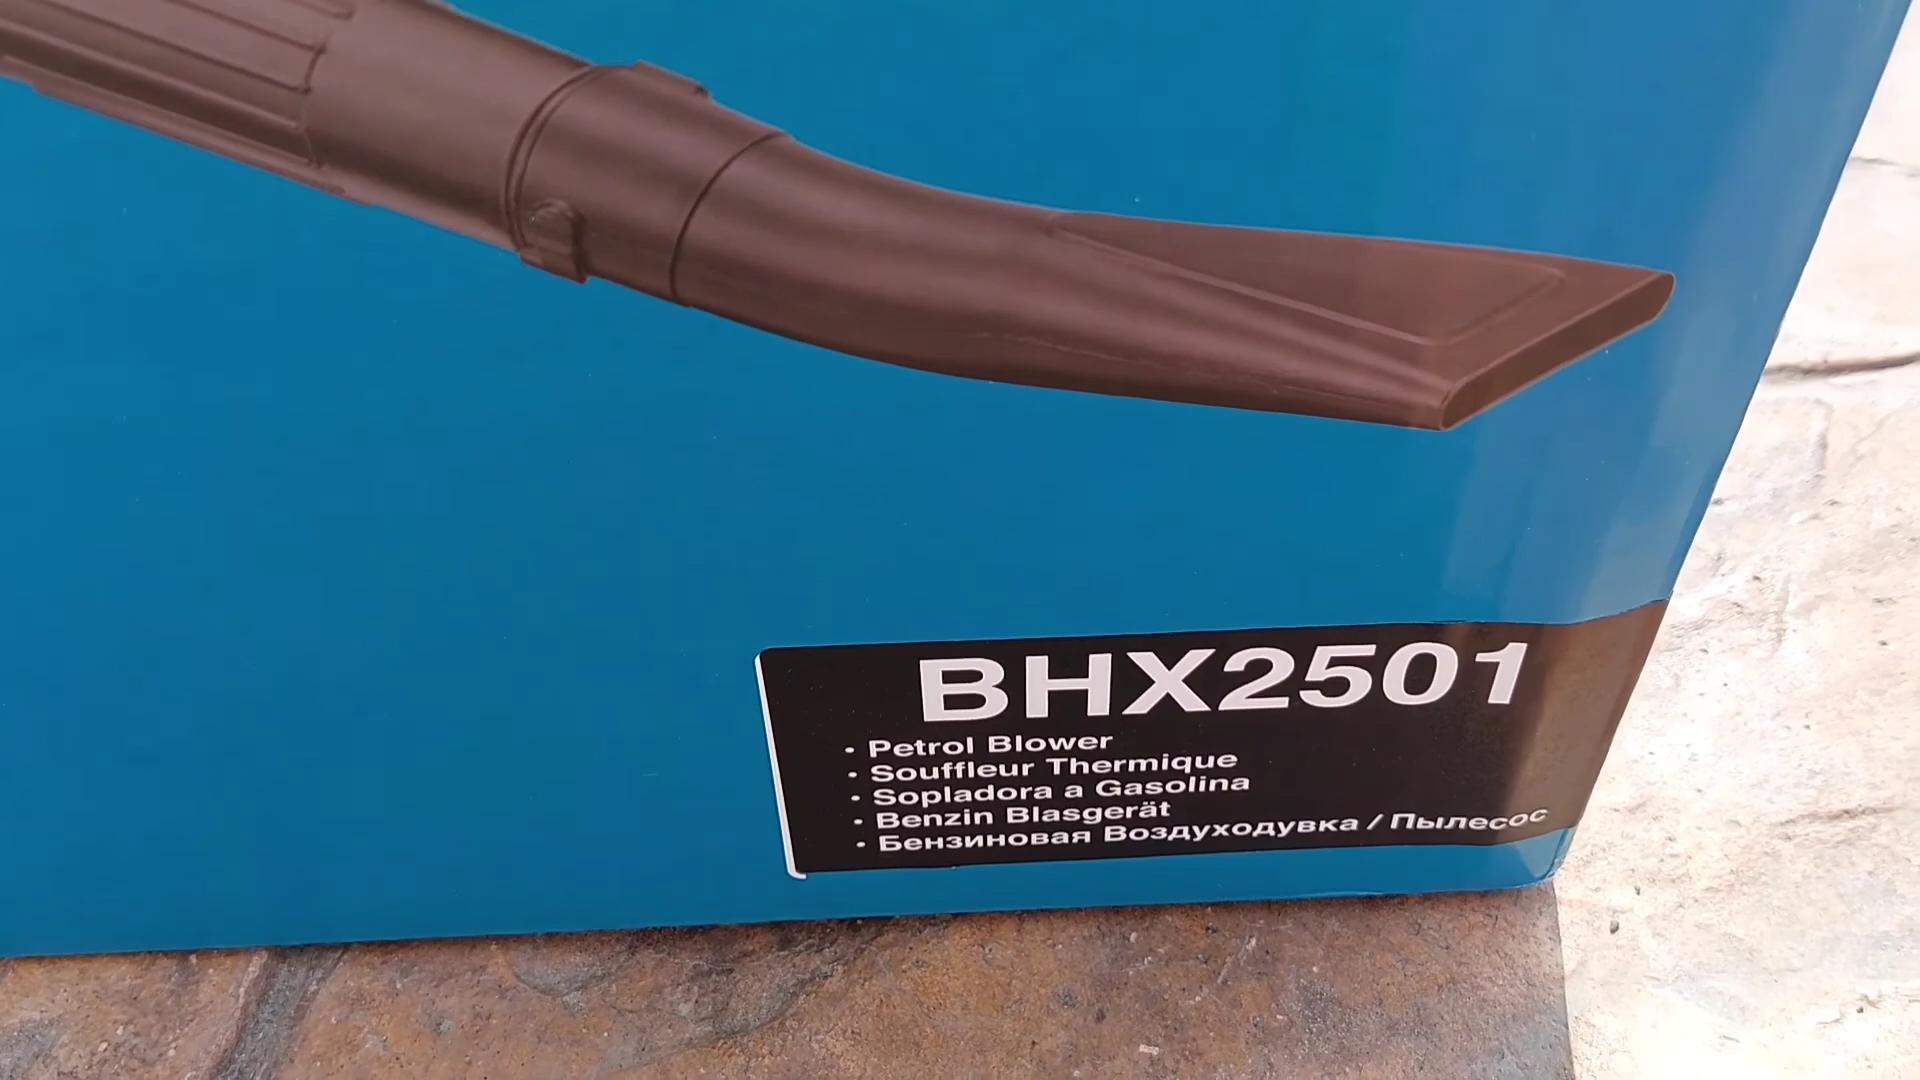 BHX2501
• Petrol Blower
• Souffleur Thermique
• Sopladora a Gasolina
• Benzin Blasgerät
• Бензиновая Воздуходувка / Пылесос